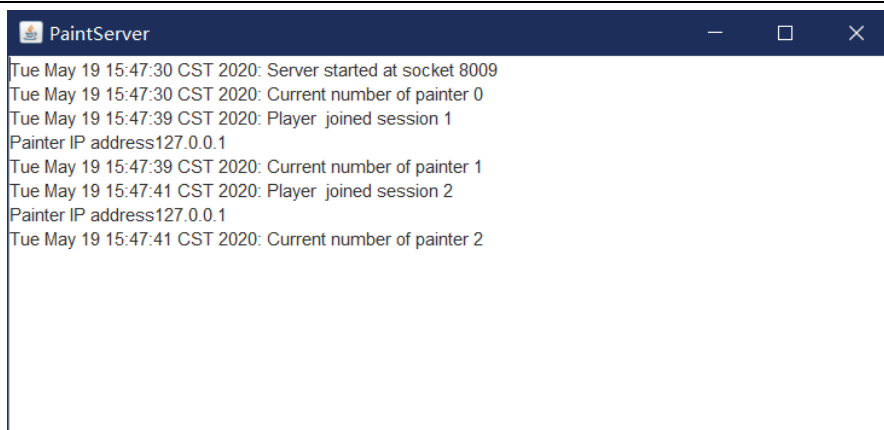 PaintServer
Tue May 19 15:47:30 CST 2020: Server started at socket 8009
Tue May 19 15:47:30 CST 2020: Current number of painter 0
Tue May 19 15:47:39 CST 2020: Player  joined session 1
Painter IP address127.0.0.1
Tue May 19 15:47:39 CST 2020: Current number of painter 1
Tue May 19 15:47:41 CST 2020: Player  joined session 2
Painter IP address127.0.0.1
Tue May 19 15:47:41 CST 2020: Current number of painter 2